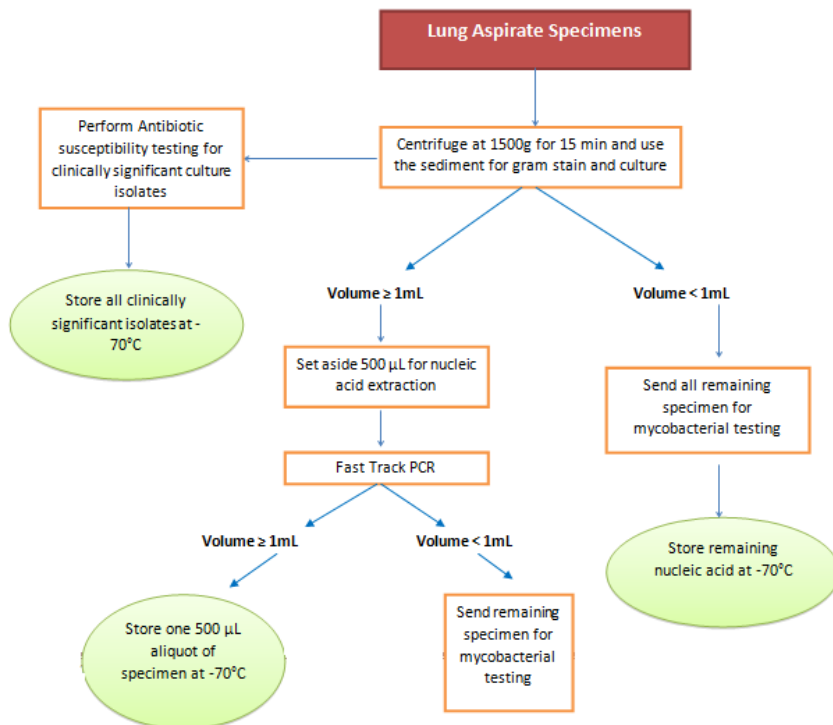 Lung Aspirate Specimens
Perform Antibiotic
susceptibility testing for
clinically significant culture
isolates
Centrifuge at 1500g for 15 min and use
the sediment for gram stain and culture
Store all clinically
significant isolates at -
70°C
Volume ≥ 1mL
Volume < 1mL
Set aside 500 µL for nucleic
acid extraction
Send all remaining
specimen for
mycobacterial testing
Fast Track PCR
Volume ≥ 1mL
Volume < 1mL
Store remaining
nucleic acid at -70°C
Store one 500 µL
aliquot of
specimen at -70°C
Send remaining
specimen for
mycobacterial
testing